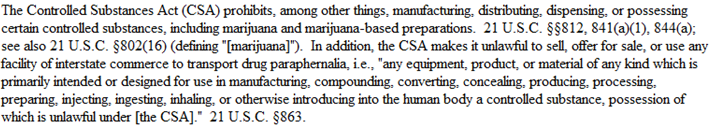 The Controlled Substances Act (CSA) prohibits, among other things, manufacturing, distributing, dispensing, or possessing
certain controlled substances, including marijuana and marijuana-based preparations.  21 U.S.C. §§812, 841(a)(1), 844(a);
see also 21 U.S.C. §802(16) (defining "[marijuana]").  In addition, the CSA makes it unlawful to sell, offer for sale, or use any
facility of interstate commerce to transport drug paraphernalia, i.e., "any equipment, product, or material of any kind which is
primarily intended or designed for use in manufacturing, compounding, converting, concealing, producing, processing,
preparing, injecting, ingesting, inhaling, or otherwise introducing into the human body a controlled substance, possession of
which is unlawful under [the CSA]."  21 U.S.C. §863.